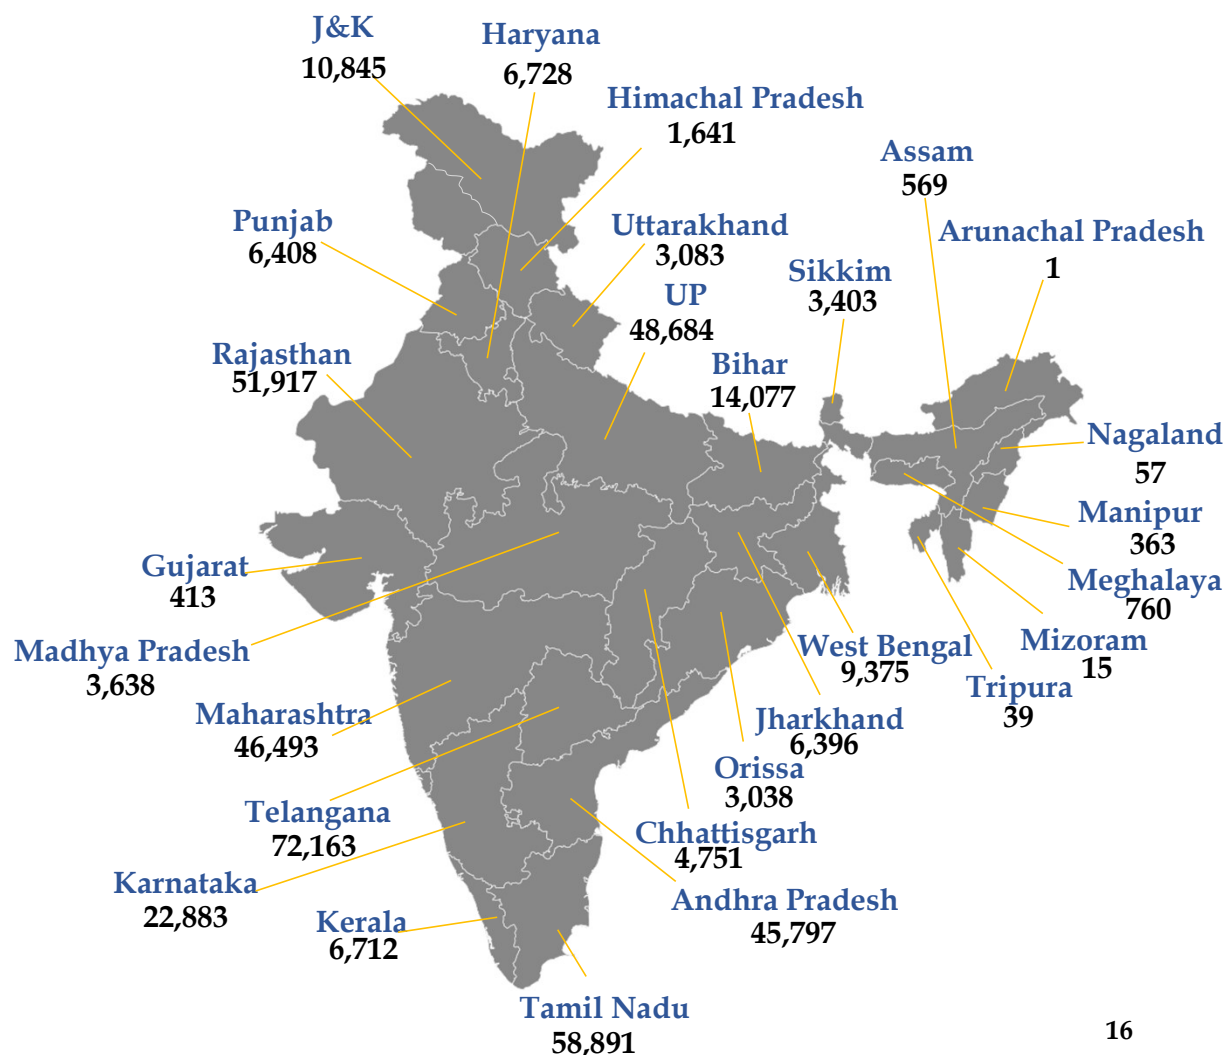 J&K
10,845
Haryana
6,728
Himachal Pradesh
1,641
Assam
569
Punjab
6,408
Uttarakhand
3,083
Arunachal Pradesh
1
Sikkim
3,403
UP
48,684
Rajasthan
51,917
Bihar
14,077
Nagaland
57
Manipur
363
Gujarat
413
Meghalaya
760
Madhya Pradesh
3,638
West Bengal
9,375
Mizoram
15
Tripura
39
Maharashtra
46,493
Jharkhand
6,396
Orissa
3,038
Telangana
72,163
Chhattisgarh
4,751
Karnataka
22,883
Andhra Pradesh
45,797
Kerala
6,712
Tamil Nadu
58,891
16